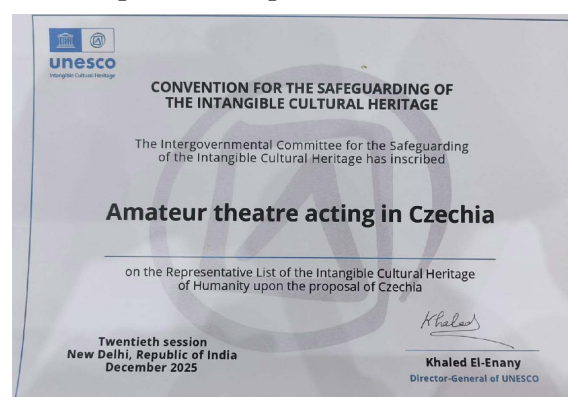 unesco
Intangible Cultural Heritage
CONVENTION FOR THE SAFEGUARDING OF
THE INTANGIBLE CULTURAL HERITAGE
The Intergovernmental Committee for the Safeguarding
of the Intangible Cultural Heritage has inscribed
Amateur theatre acting in Czechia
on the Representative List of the Intangible Cultural Heritage
of Humanity upon the proposal of Czechia
Khaled
Twentieth session
New Delhi, Republic of India
December 2025
Khaled El-Enany
Director-General of UNESCO